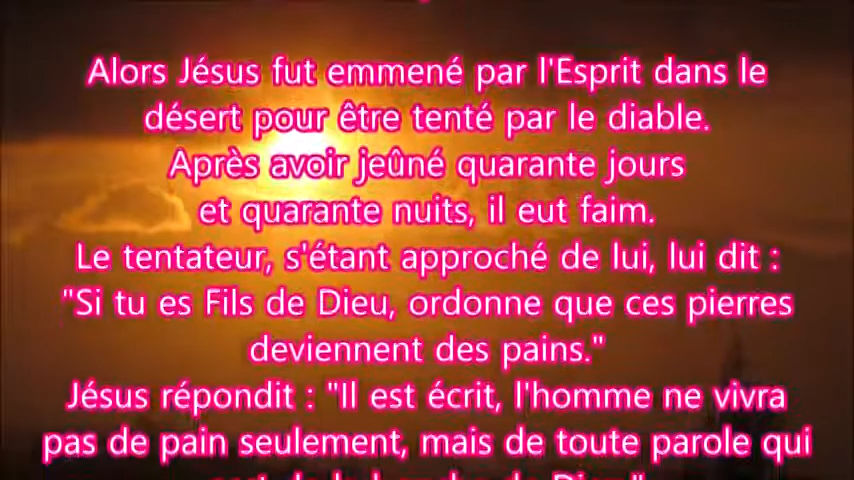 Alors Jésus fut emmené par l'Esprit dans le
désert pour être tenté par le diable.
Après avoir jeûné quarante jours
et quarante nuits, il eut faim.
Le tentateur, s'étant approché de lui, lui dit :
"Si tu es Fils de Dieu, ordonne que ces pierres
deviennent des pains."
Jésus répondit : "Il est écrit, l'homme ne vivra
pas de pain seulement, mais de toute parole qui